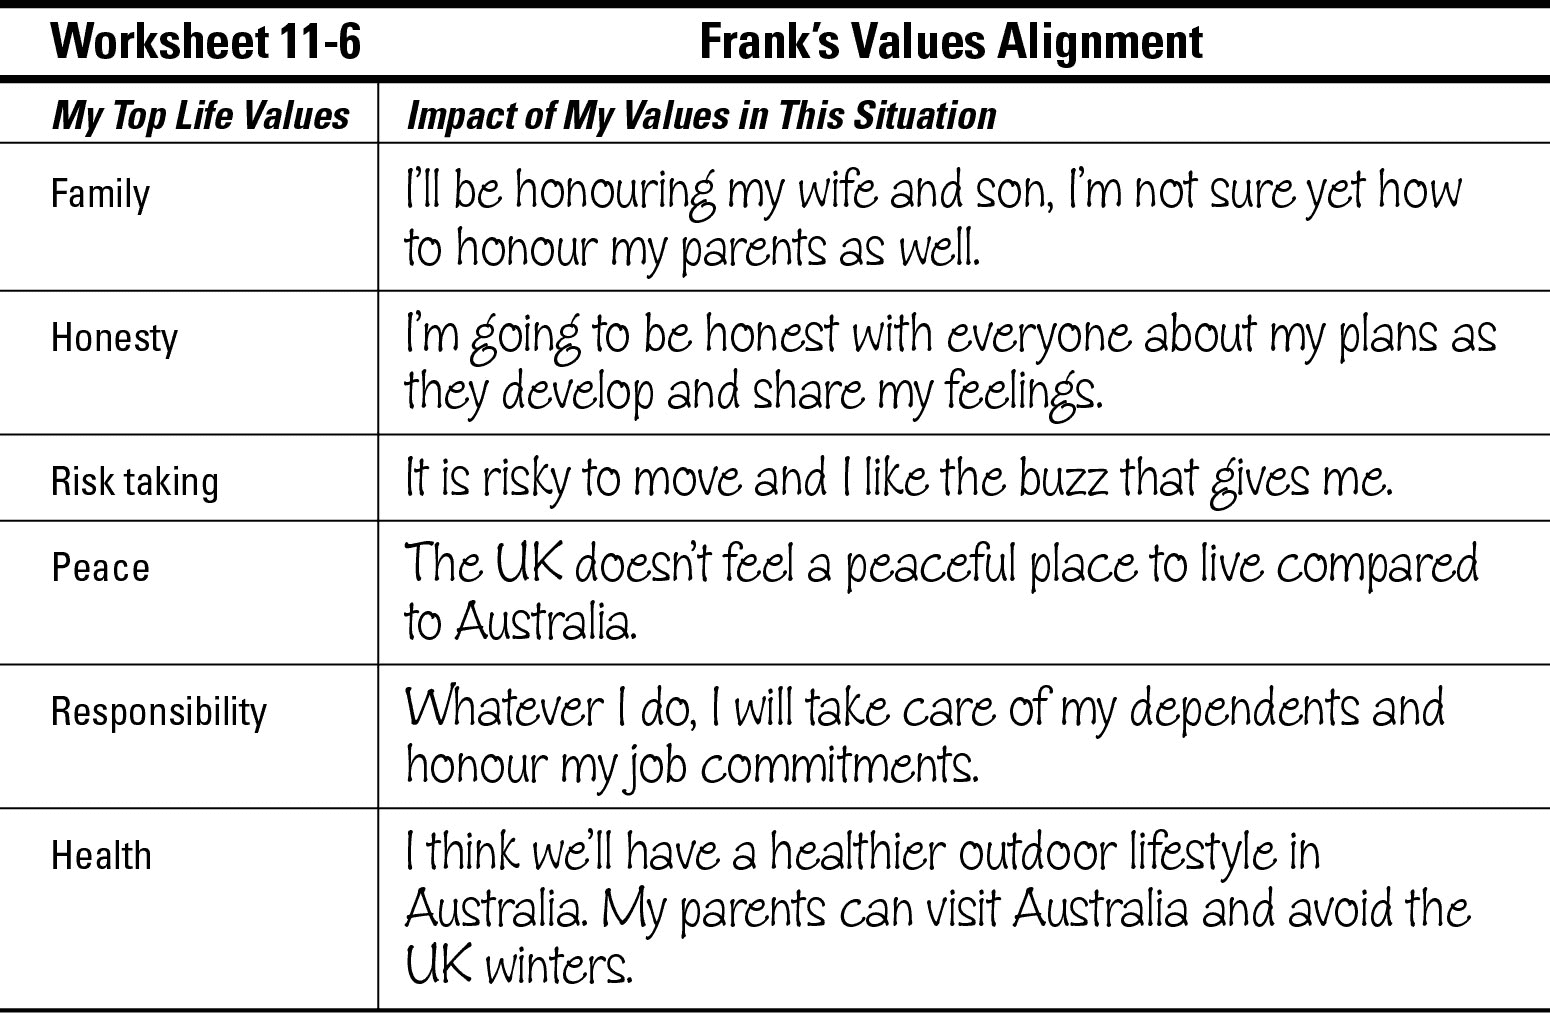 Worksheet 11-6 Frank's Values Alignment
My Top Life Values Impact of My Values in This Situation
Family I'll be honouring my wife and son, I'm not sure yet how
to honour my parents as well.
Honesty I'm going to be honest with everyone about my plans as
they develop and share my feelings.
Risk taking It is risky to move and I like the buzz that gives me.
Peace The UK doesn't feel a peaceful place to live compared
to Australia.
Responsibility Whatever I do, I will take care of my dependents and
honour my job commitments.
Health I think we'll have a healthier outdoor lifestyle in
Australia. My parents can visit Australia and avoid the
UK winters.